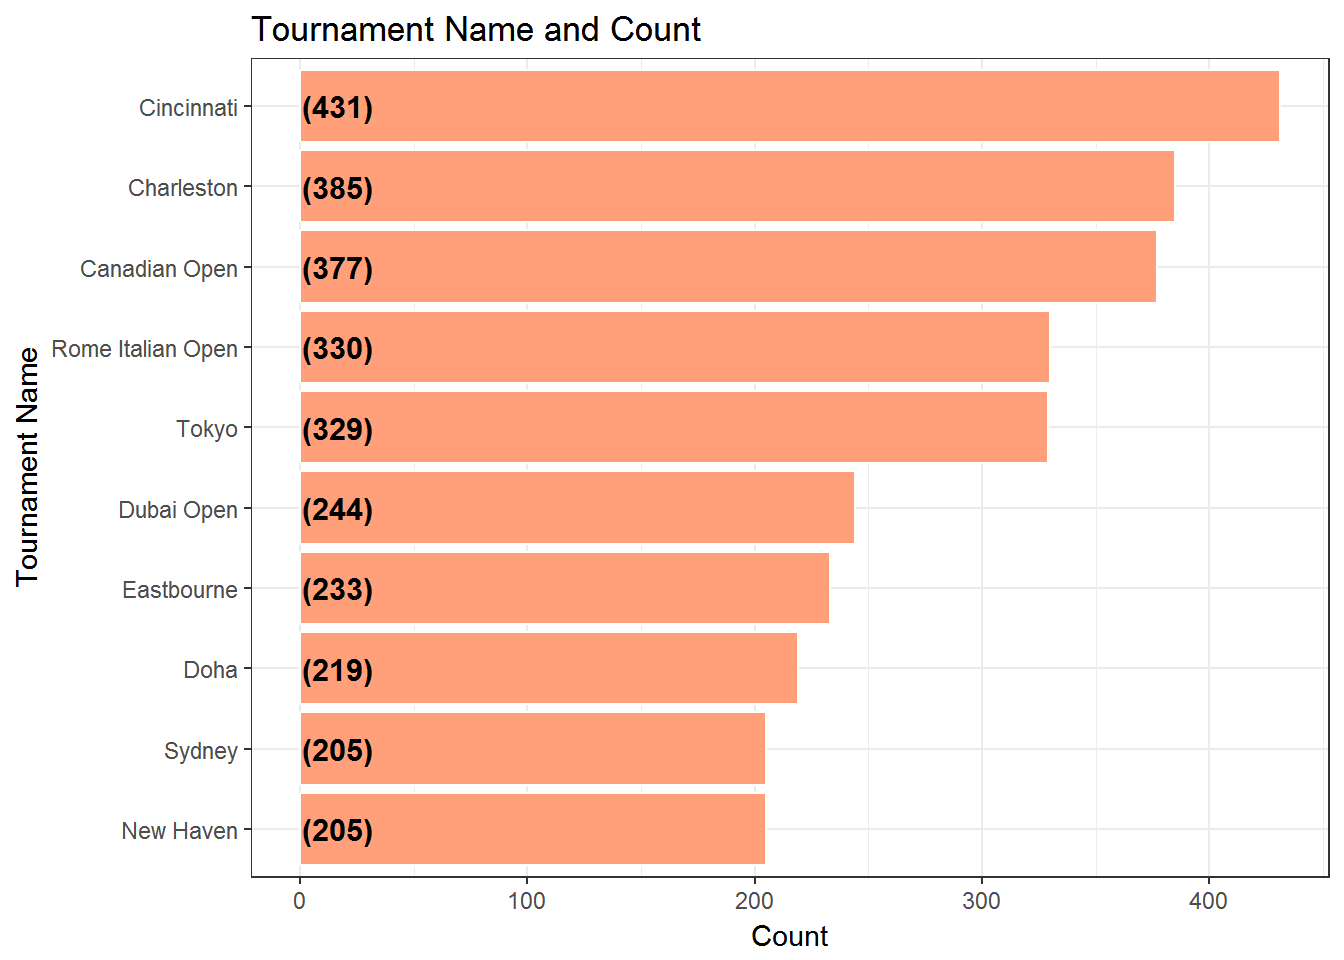 Tournament Name and Count
Tournament Name
Cincinnati (431)
Charleston (385)
Canadian Open (377)
Rome Italian Open (330)
Tokyo (329)
Dubai Open (244)
Eastbourne (233)
Doha (219)
Sydney (205)
New Haven (205)
0 100 200 300 400
Count